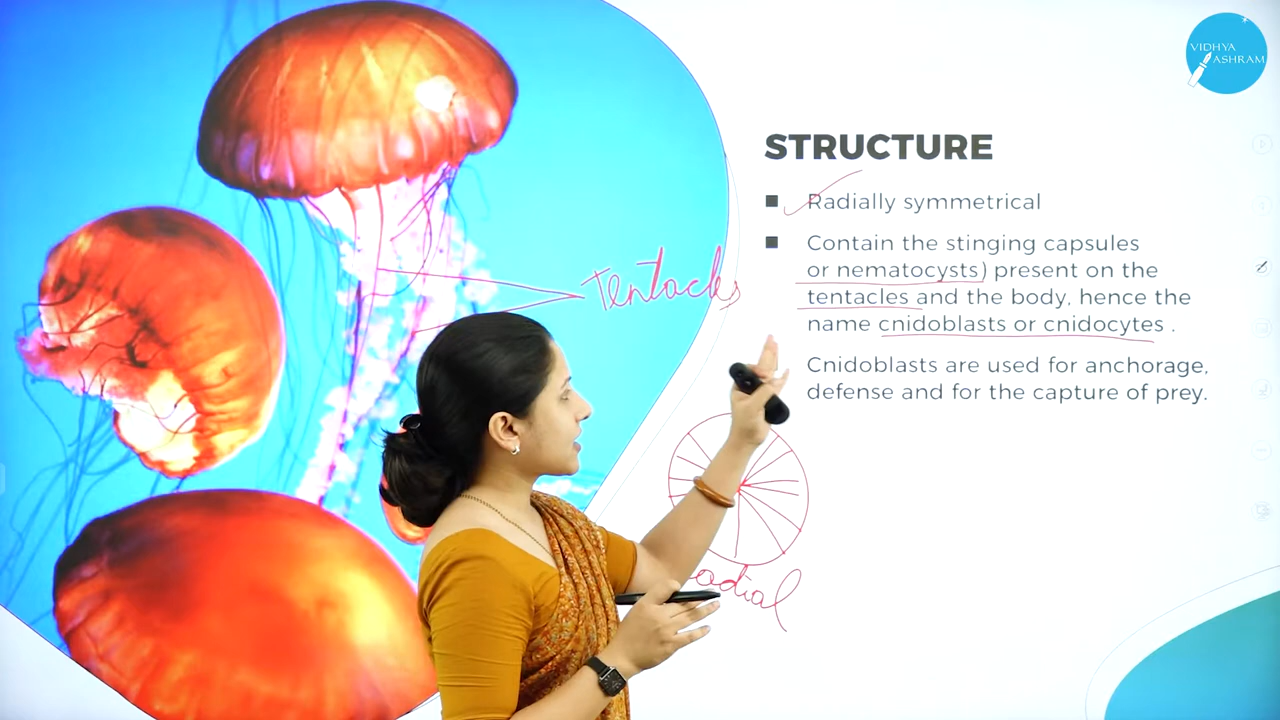 VIDHYA
ASHRAM
STRUCTURE
Radially symmetrical
Contain the stinging capsules
or nematocysts) present on the
tentacles and the body, hence the
name cnidoblasts or cnidocytes .
Cnidoblasts are used for anchorage,
defense and for the capture of prey.
Tentacles